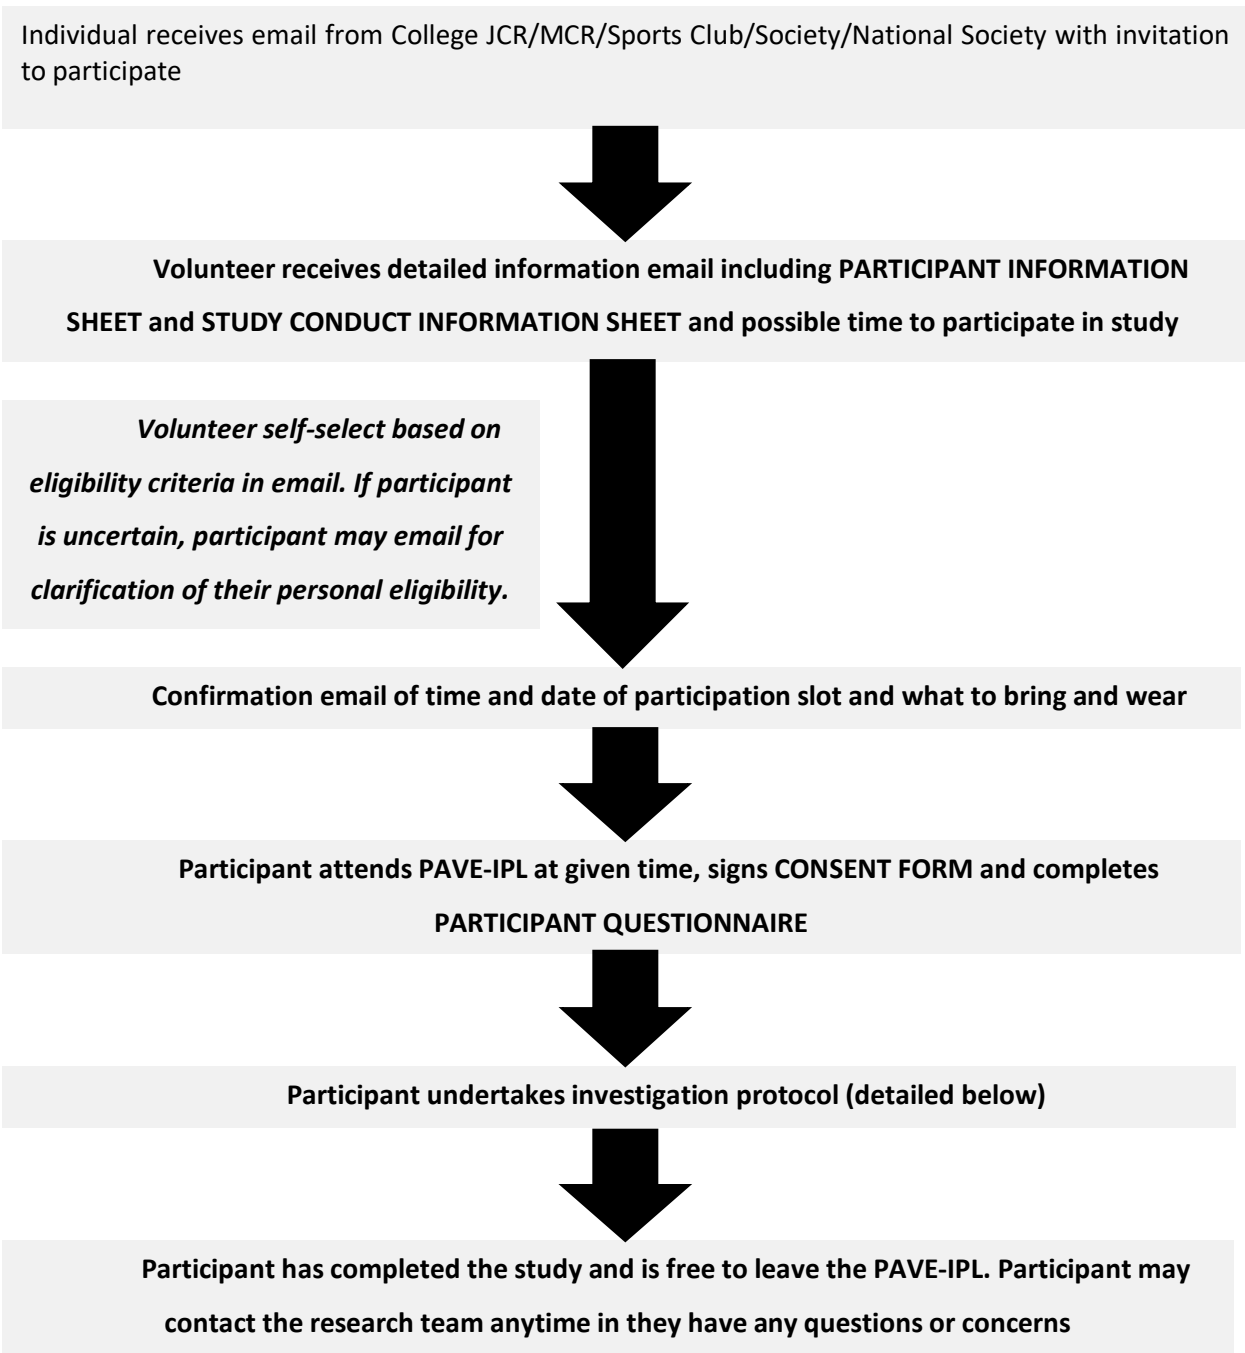 Individual receives email from College JCR/MCR/Sports Club/Society/National Society with invitation
to participate
Volunteer receives detailed information email including PARTICIPANT INFORMATION
SHEET and STUDY CONDUCT INFORMATION SHEET and possible time to participate in study
Volunteer self-select based on
eligibility criteria in email. If participant
is uncertain, participant may email for
clarification of their personal eligibility.
Confirmation email of time and date of participation slot and what to bring and wear
Participant attends PAVE-IPL at given time, signs CONSENT FORM and completes
PARTICIPANT QUESTIONNAIRE
Participant undertakes investigation protocol (detailed below)
Participant has completed the study and is free to leave the PAVE-IPL. Participant may
contact the research team anytime in they have any questions or concerns